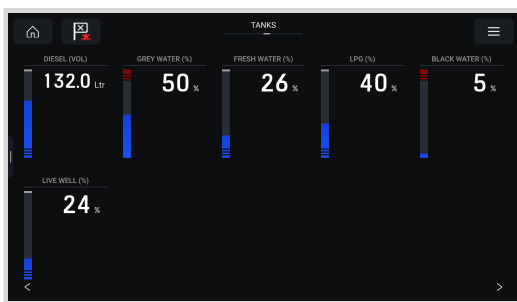 TANKS
DIESEL (VOL)
132.0 Ltr
GREY WATER (%)
50 %
FRESH WATER (%)
26 %
LPG (%)
40 %
BLACK WATER (%)
5 %
LIVE WELL (%)
24 %